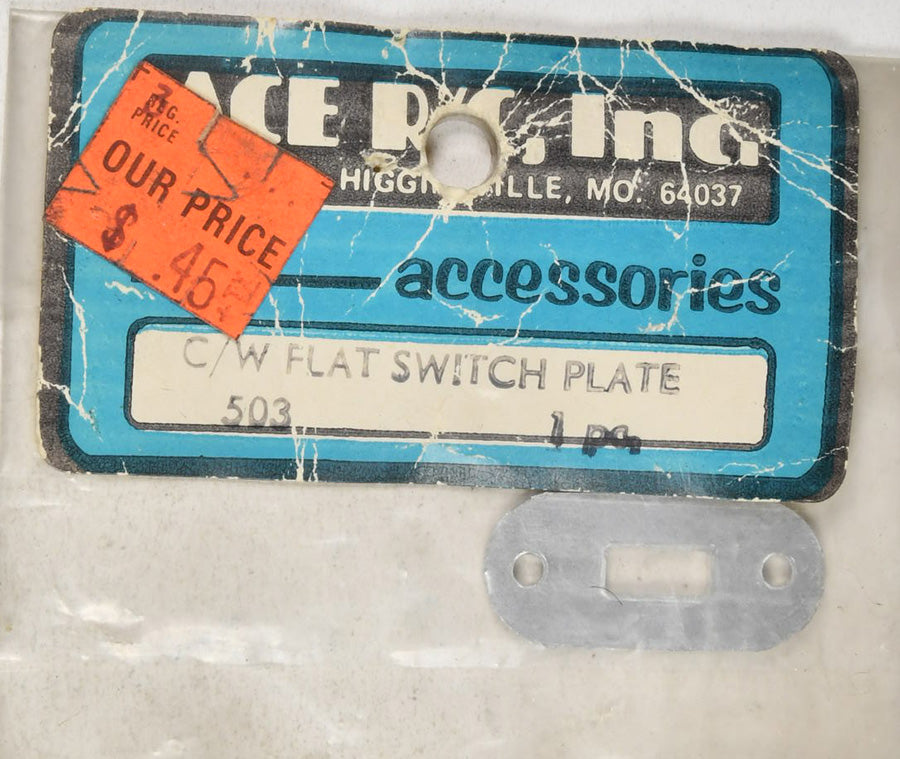 ACE R/C, Inc.
HIGGINSVILLE, MO. 64037
REG.
PRICE
OUR PRICE
$ .45
accessories
C/W FLAT SWITCH PLATE
503 1 pc.